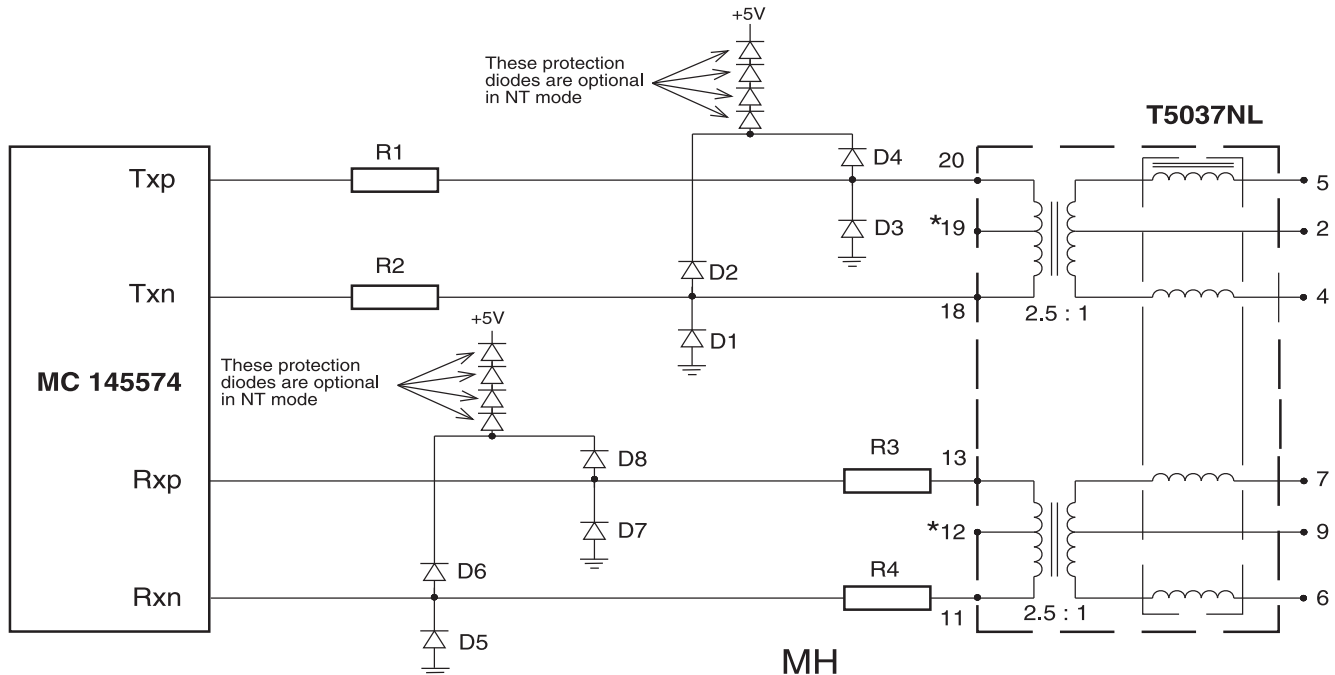 +5V
These protection
diodes are optional
in NT mode
T5037NL
R1
D4
20
Txp
5
*19
D3
2
R2
D2
Txn
18
2.5 : 1
4
+5V
D1
These protection
diodes are optional
in NT mode
MC 145574
R3
13
D8
Rxp
7
*12
D7
9
D6
R4
Rxn
11
2.5 : 1
6
D5
MH